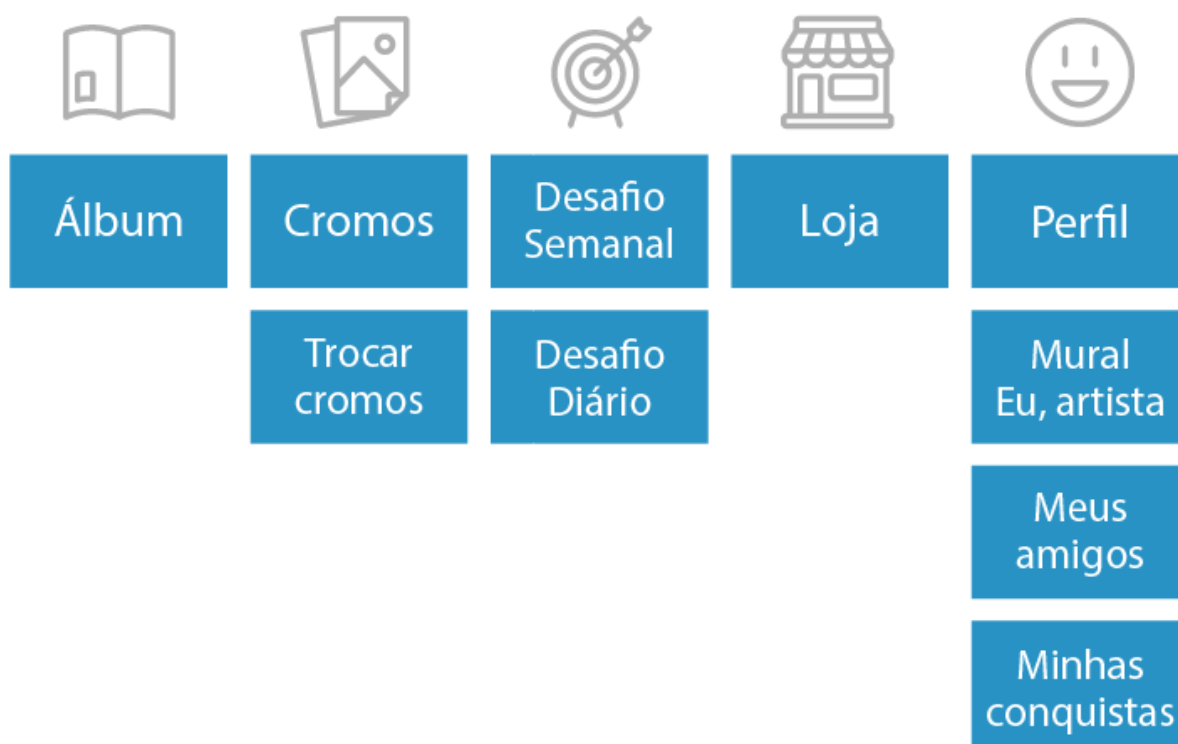 Álbum
Cromos
Desafio
Semanal
Loja
Perfil
Trocar
cromos
Desafio
Diário
Mural
Eu, artista
Meus
amigos
Minhas
conquistas